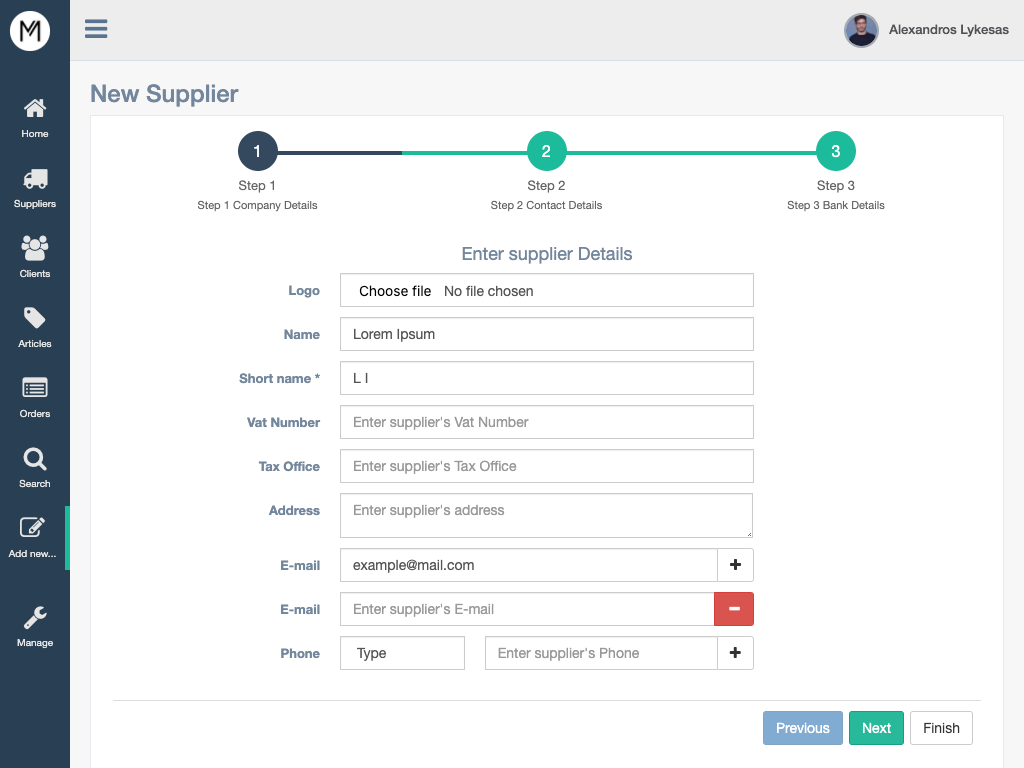 M
Alexandros Lykesas
Home
Suppliers
Clients
Articles
Orders
Search
Add new...
Manage
New Supplier
1 2 3
Step 1 Step 2 Step 3
Step 1 Company Details Step 2 Contact Details Step 3 Bank Details
Enter supplier Details
Logo Choose file No file chosen
Name Lorem Ipsum
Short name * L I
Vat Number Enter supplier's Vat Number
Tax Office Enter supplier's Tax Office
Address Enter supplier's address
E-mail example@mail.com +
E-mail Enter supplier's E-mail −
Phone Type Enter supplier's Phone +
Previous Next Finish